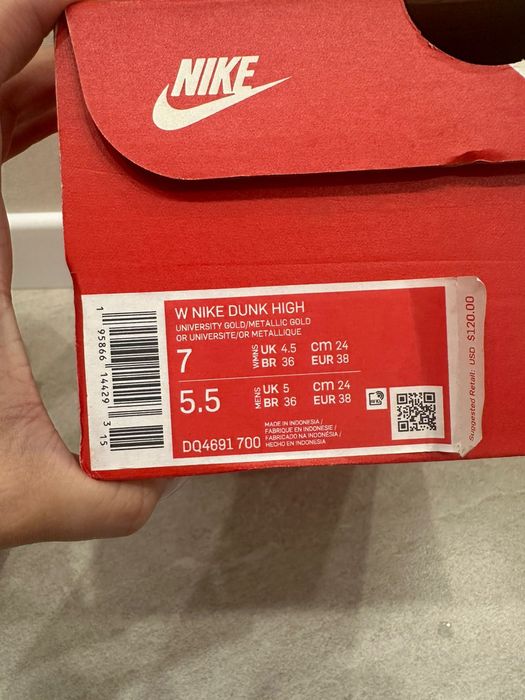 NIKE
W NIKE DUNK HIGH
UNIVERSITY GOLD/METALLIC GOLD
OR UNIVERSITE/OR METALLIQUE
7 WMNS UK 4.5 CM 24
BR 36 EUR 38
5.5 MENS UK 5 CM 24
BR 36 EUR 38
DQ4691 700
MADE IN INDONESIA/
FABRIQUE EN INDONESIE/
FABRICADO NA INDONÉSIA/
HECHO EN INDONESIA
1 95866 14429 3 15
Suggested Retail: USD $120.00